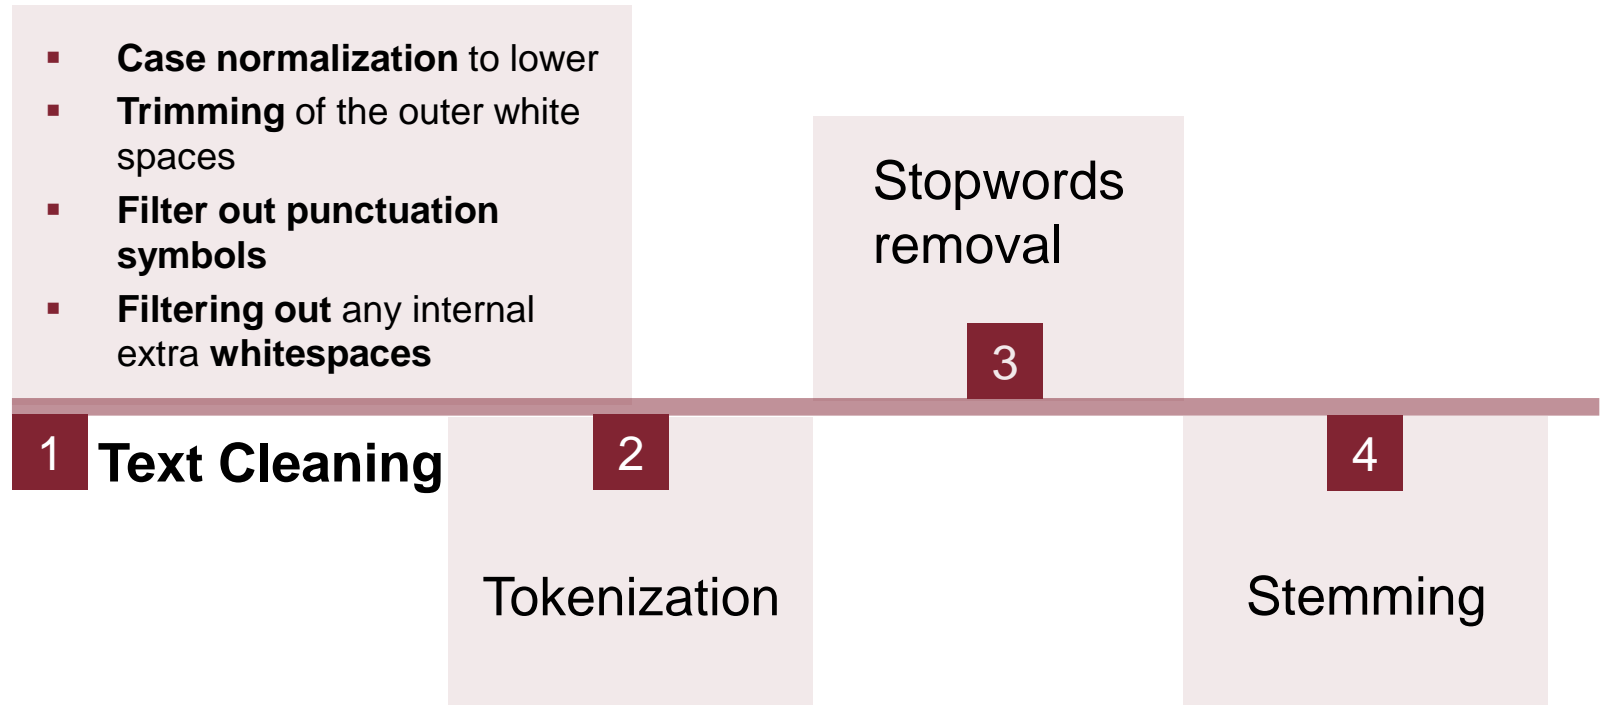 ▪ Case normalization to lower
▪ Trimming of the outer white
spaces
▪ Filter out punctuation
symbols
▪ Filtering out any internal
extra whitespaces
1
Text Cleaning
2
Tokenization
Stopwords
removal
3
4
Stemming